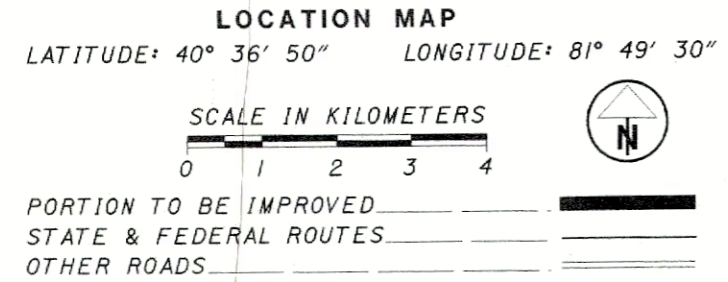 LOCATION MAP
LATITUDE: 40° 36' 50" LONGITUDE: 81° 49' 30"
SCALE IN KILOMETERS
N
0 1 2 3 4
PORTION TO BE IMPROVED
STATE & FEDERAL ROUTES
OTHER ROADS